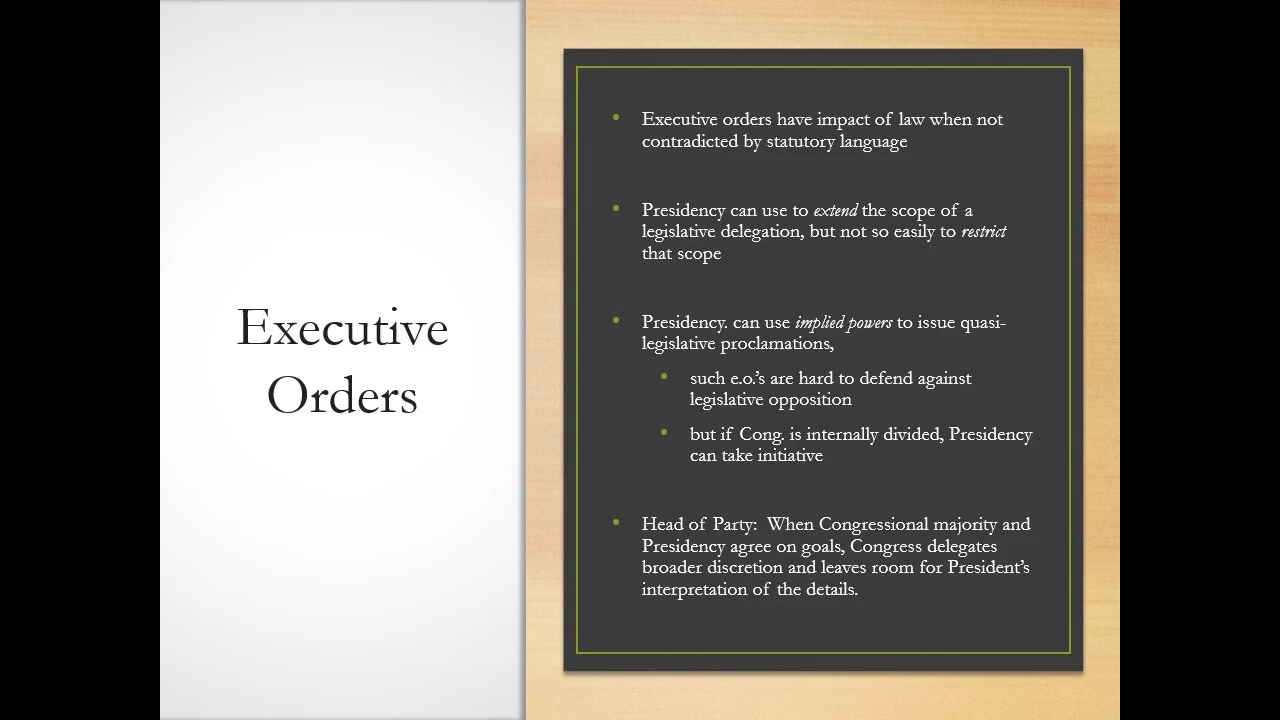 Executive
Orders
• Executive orders have impact of law when not
contradicted by statutory language
• Presidency can use to extend the scope of a
legislative delegation, but not so easily to restrict
that scope
• Presidency. can use implied powers to issue quasi-
legislative proclamations,
• such e.o.'s are hard to defend against
legislative opposition
• but if Cong. is internally divided, Presidency
can take initiative
• Head of Party:  When Congressional majority and
Presidency agree on goals, Congress delegates
broader discretion and leaves room for President's
interpretation of the details.